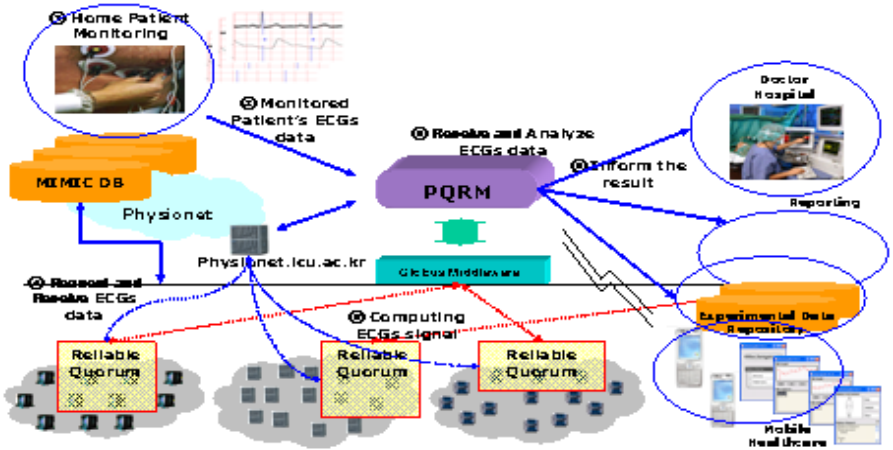 Home Patient
Monitoring
Monitored
Patient's ECGs
data
Receive and Analyze
ECGs data
Inform the
result
Doctor
Hospital
MIMIC DB
PQRM
Physionet
Reporting
Physionet.icu.ac.kr
Globus Middleware
Request and
Receive ECGs
data
Computing
ECGs signal
Experimental Data
Repository
Reliable
Quorum
Reliable
Quorum
Reliable
Quorum
Mobile
Healthcare